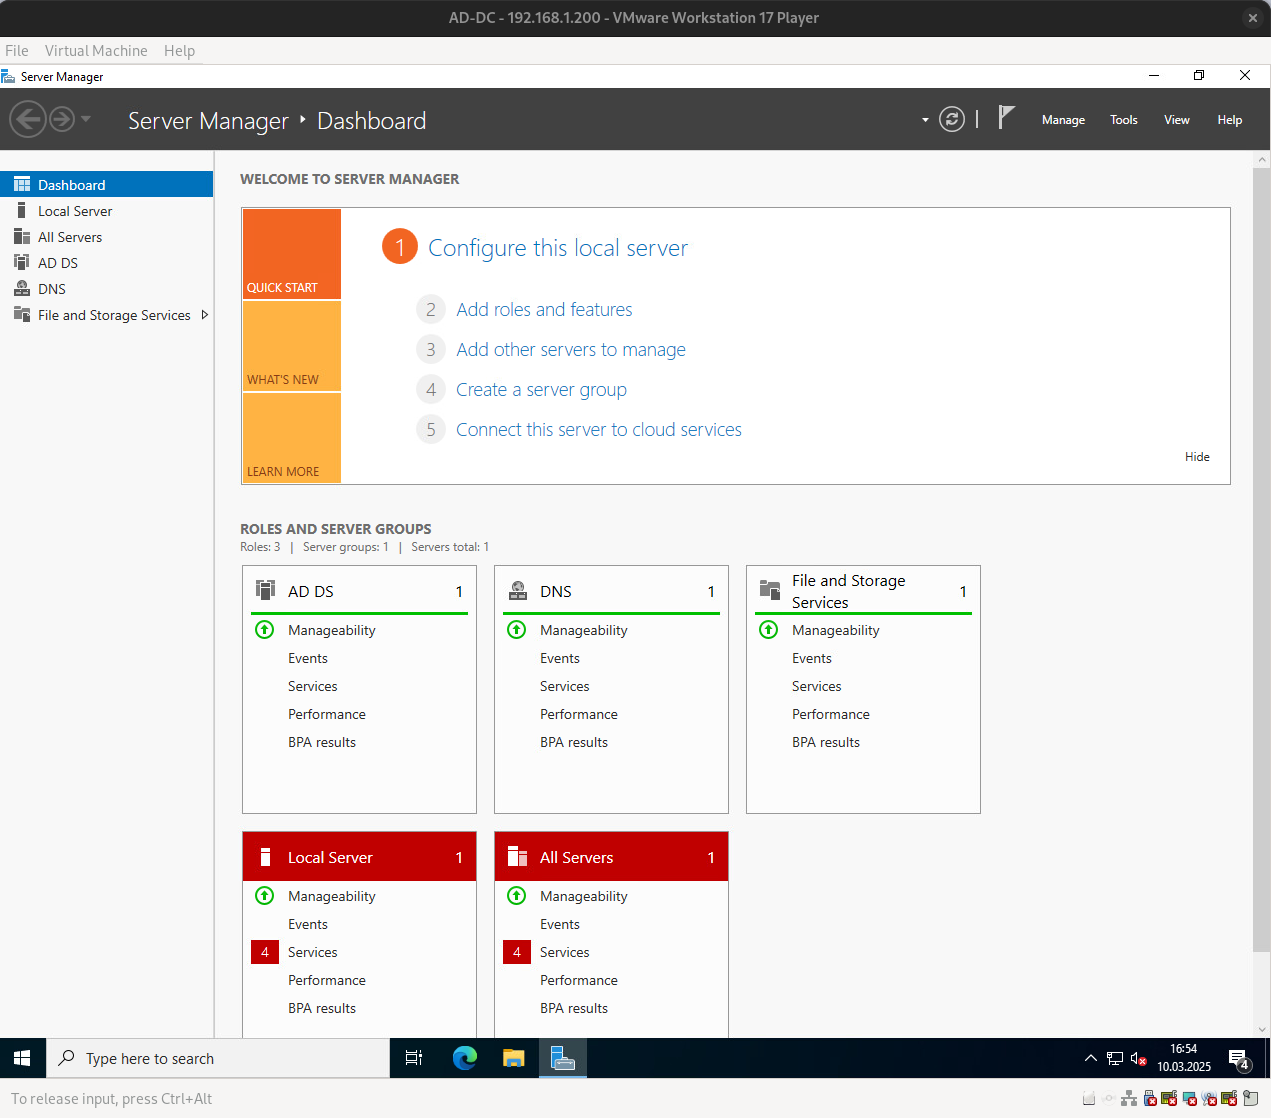 AD-DC - 192.168.1.200 - VMware Workstation 17 Player
File Virtual Machine Help
Server Manager
Server Manager Dashboard
Manage Tools View Help
Dashboard
Local Server
All Servers
AD DS
DNS
File and Storage Services
WELCOME TO SERVER MANAGER
QUICK START
WHAT'S NEW
LEARN MORE
1 Configure this local server
2 Add roles and features
3 Add other servers to manage
4 Create a server group
5 Connect this server to cloud services
Hide
ROLES AND SERVER GROUPS
Roles: 3 | Server groups: 1 | Servers total: 1
AD DS 1
Manageability
Events
Services
Performance
BPA results
DNS 1
Manageability
Events
Services
Performance
BPA results
File and Storage
Services 1
Manageability
Events
Services
Performance
BPA results
Local Server 1
Manageability
Events
4 Services
Performance
BPA results
All Servers 1
Manageability
Events
4 Services
Performance
BPA results
Type here to search
16:54
10.03.2025
4
To release input, press Ctrl+Alt